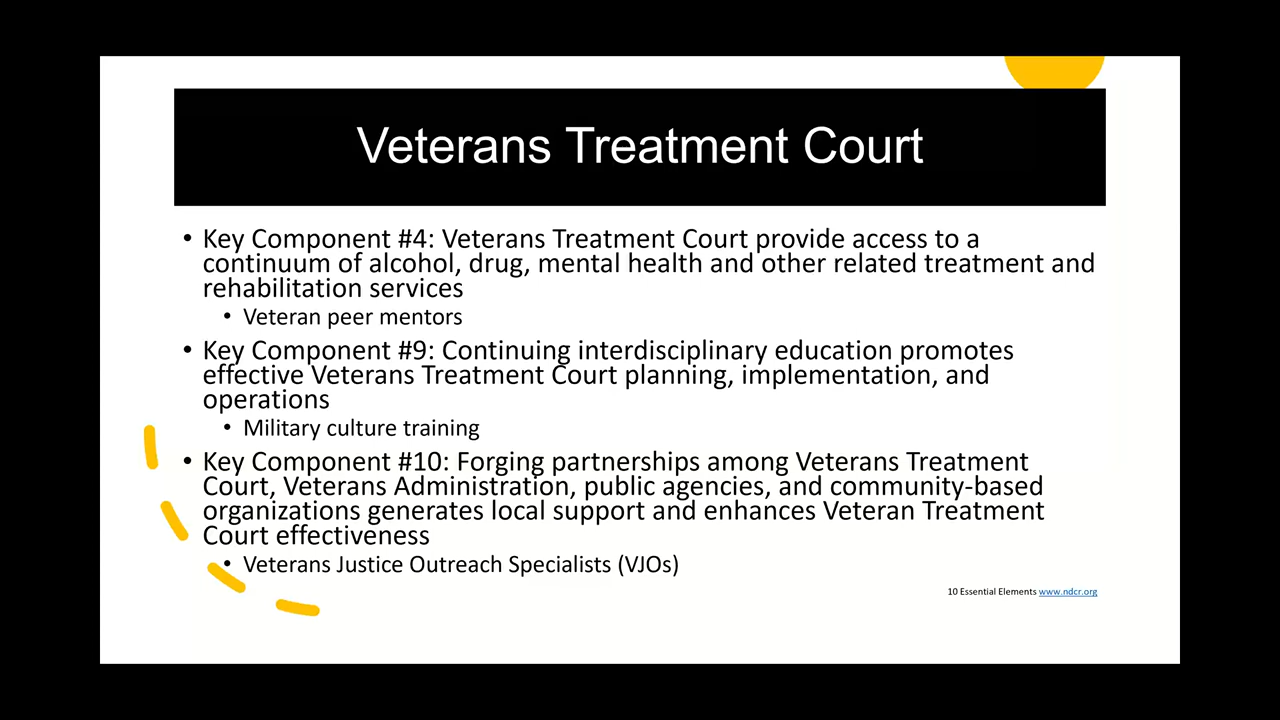 Veterans Treatment Court
• Key Component #4: Veterans Treatment Court provide access to a
continuum of alcohol, drug, mental health and other related treatment and
rehabilitation services
• Veteran peer mentors
• Key Component #9: Continuing interdisciplinary education promotes
effective Veterans Treatment Court planning, implementation, and
operations
• Military culture training
• Key Component #10: Forging partnerships among Veterans Treatment
Court, Veterans Administration, public agencies, and community-based
organizations generates local support and enhances Veteran Treatment
Court effectiveness
• Veterans Justice Outreach Specialists (VJOs)
10 Essential Elements www.ndcr.org